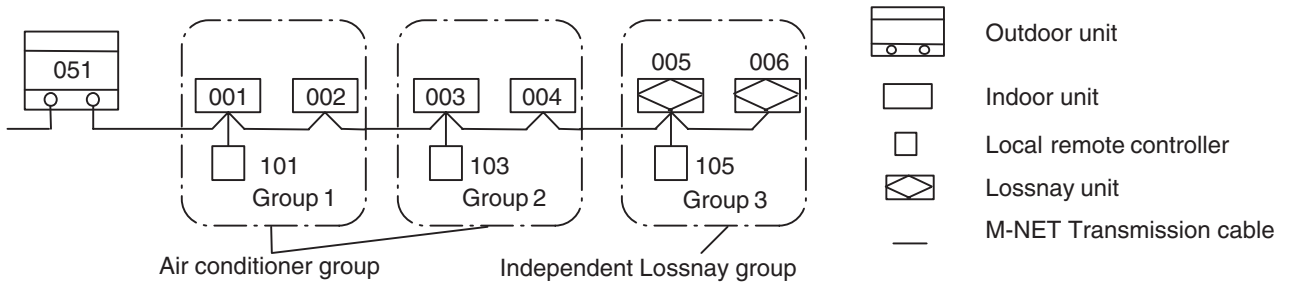 051
001
002
101
Group 1
003
004
103
Group 2
005
006
105
Group 3
Air conditioner group
Independent Lossnay group
Outdoor unit
Indoor unit
Local remote controller
Lossnay unit
M-NET Transmission cable